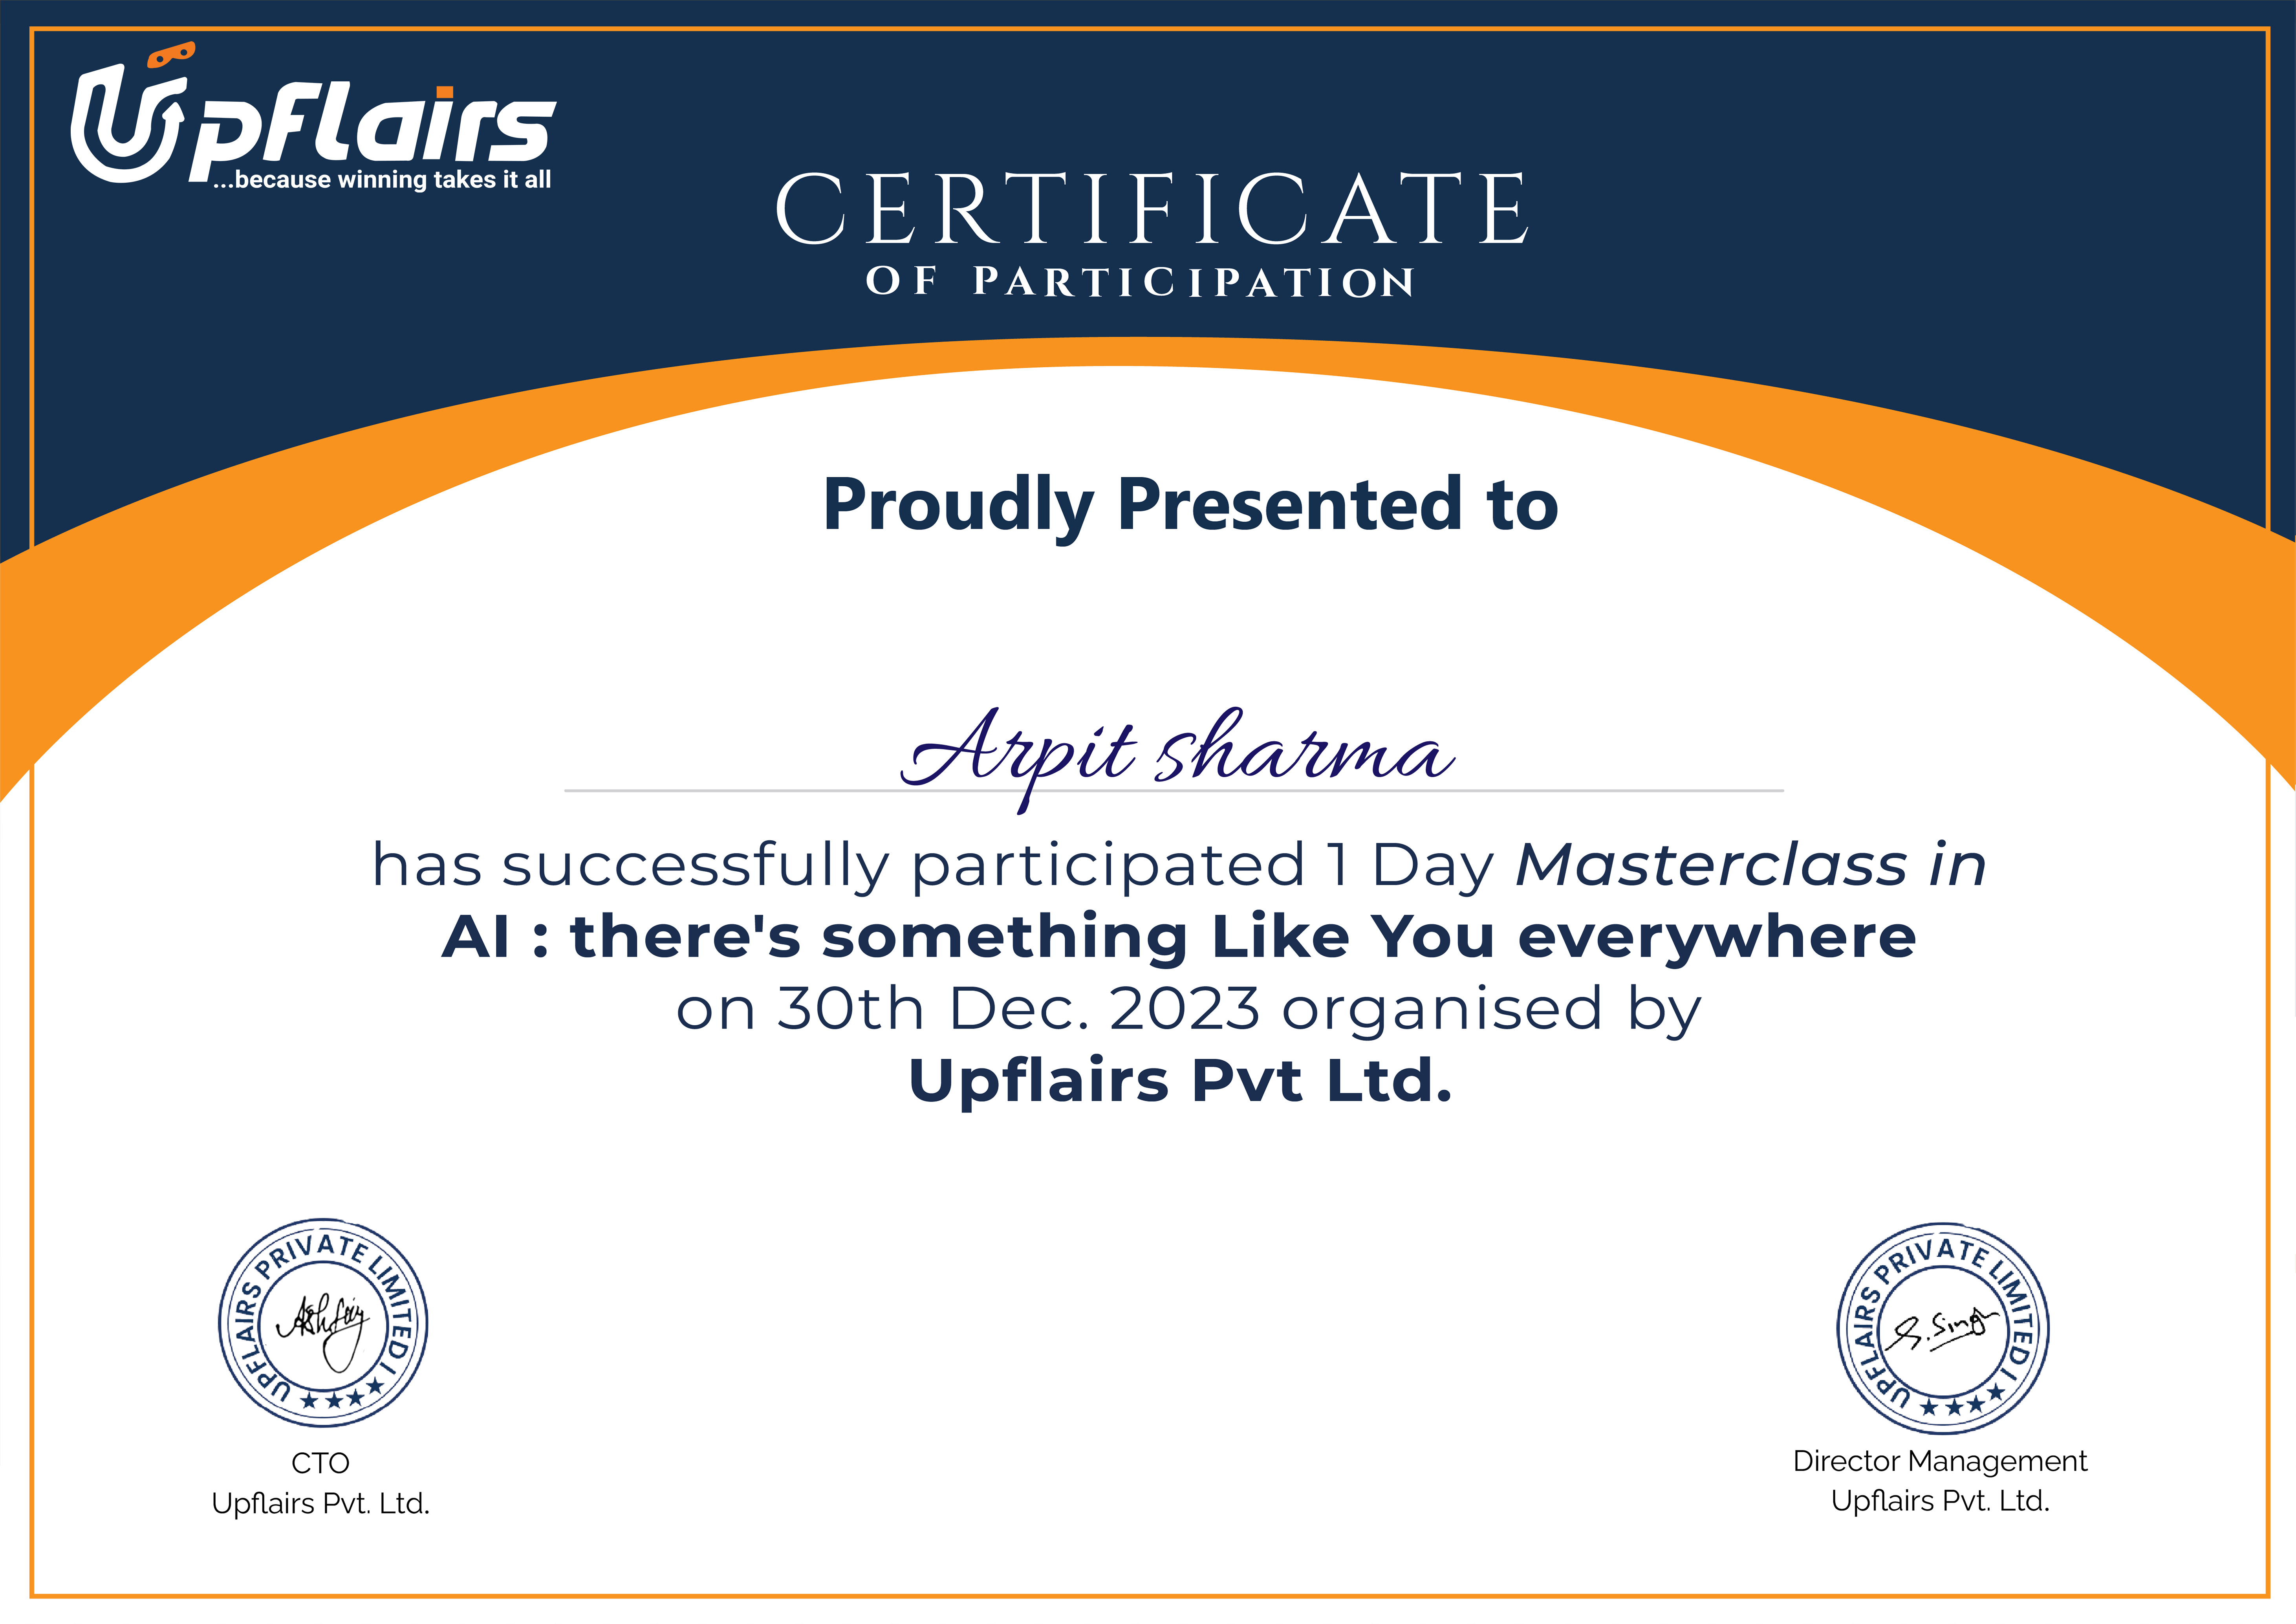 Upflairs
...because winning takes it all
CERTIFICATE
OF PARTICIPATION
Proudly Presented to
Arpit sharma
has successfully participated 1 Day Masterclass in
AI : there's something Like You everywhere
on 30th Dec. 2023 organised by
Upflairs Pvt Ltd.
UPFLAIRS PRIVATE LIMITED
CTO
Upflairs Pvt. Ltd.
UPFLAIRS PRIVATE LIMITED
S. Singh
Director Management
Upflairs Pvt. Ltd.